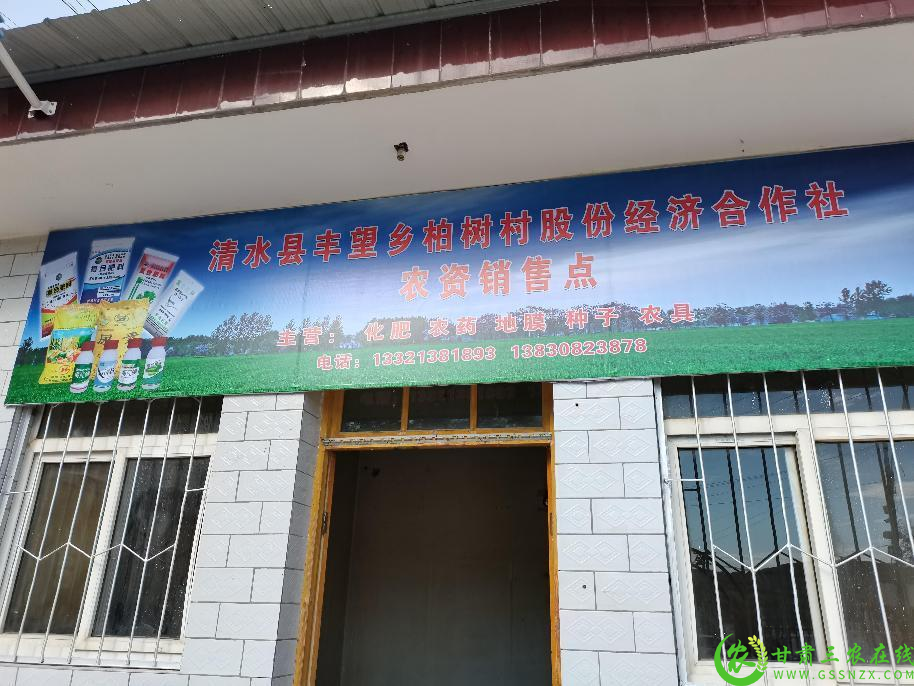 清水县丰望乡柏树村股份经济合作社
农资销售点
主营： 化肥 农药 地膜 种子 农具
电话：13321381893 13830823878
甘肃三农在线
WWW.GSSNZX.COM